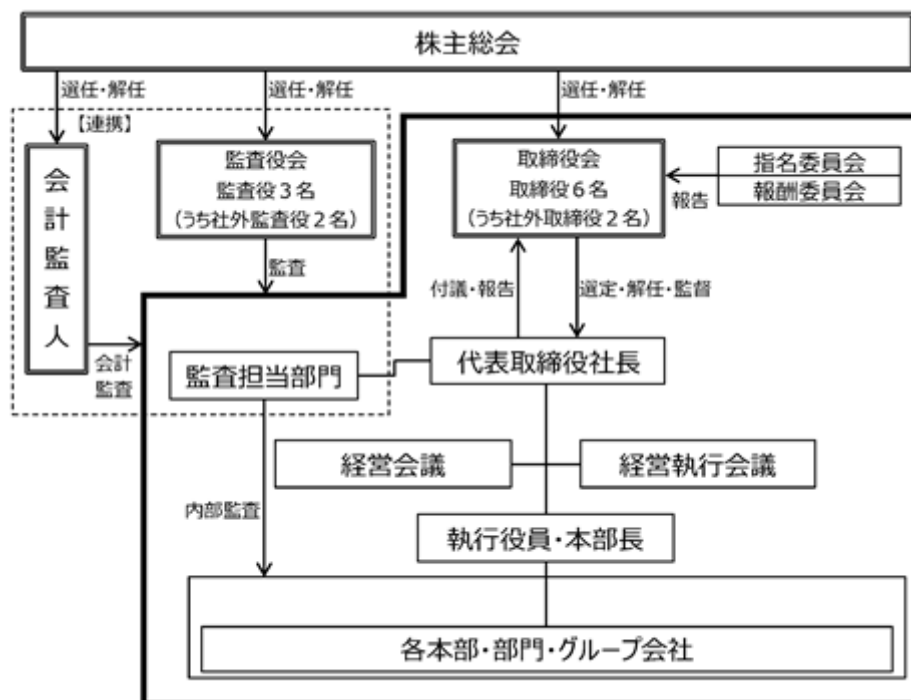 株主総会
選任・解任
選任・解任
選任・解任
【連携】
会計監査人
監査役会
監査役3名
(うち社外監査役2名)
取締役会
取締役6名
(うち社外取締役2名)
指名委員会
報酬委員会
報告
監査
付議・報告
選定・解任・監督
会計
監査
監査担当部門
代表取締役社長
経営会議
経営執行会議
内部監査
執行役員・本部長
各本部・部門・グループ会社